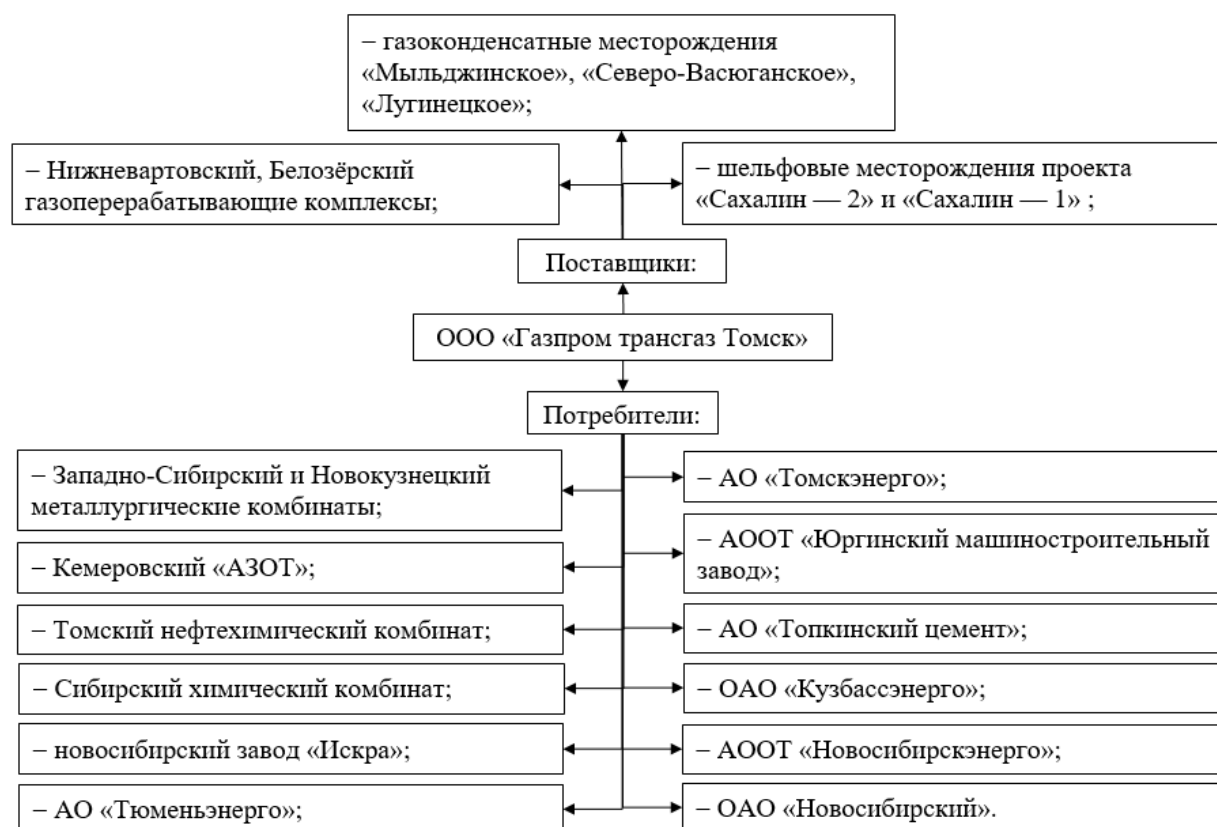 – газоконденсатные месторождения
«Мыльджинское», «Северо-Васюганское»,
«Лугинецкое»;
– Нижневартовский, Белозёрский
газоперерабатывающие комплексы;
– шельфовые месторождения проекта
«Сахалин — 2» и «Сахалин — 1» ;
Поставщики:
ООО «Газпром трансгаз Томск»
Потребители:
– Западно-Сибирский и Новокузнецкий
металлургические комбинаты;
– АО «Томскэнерго»;
– Кемеровский «АЗОТ»;
– АООТ «Юргинский машиностроительный
завод»;
– Томский нефтехимический комбинат;
– АО «Топкинский цемент»;
– Сибирский химический комбинат;
– ОАО «Кузбассэнерго»;
– новосибирский завод «Искра»;
– АООТ «Новосибирскэнерго»;
– АО «Тюменьэнерго»;
– ОАО «Новосибирский».